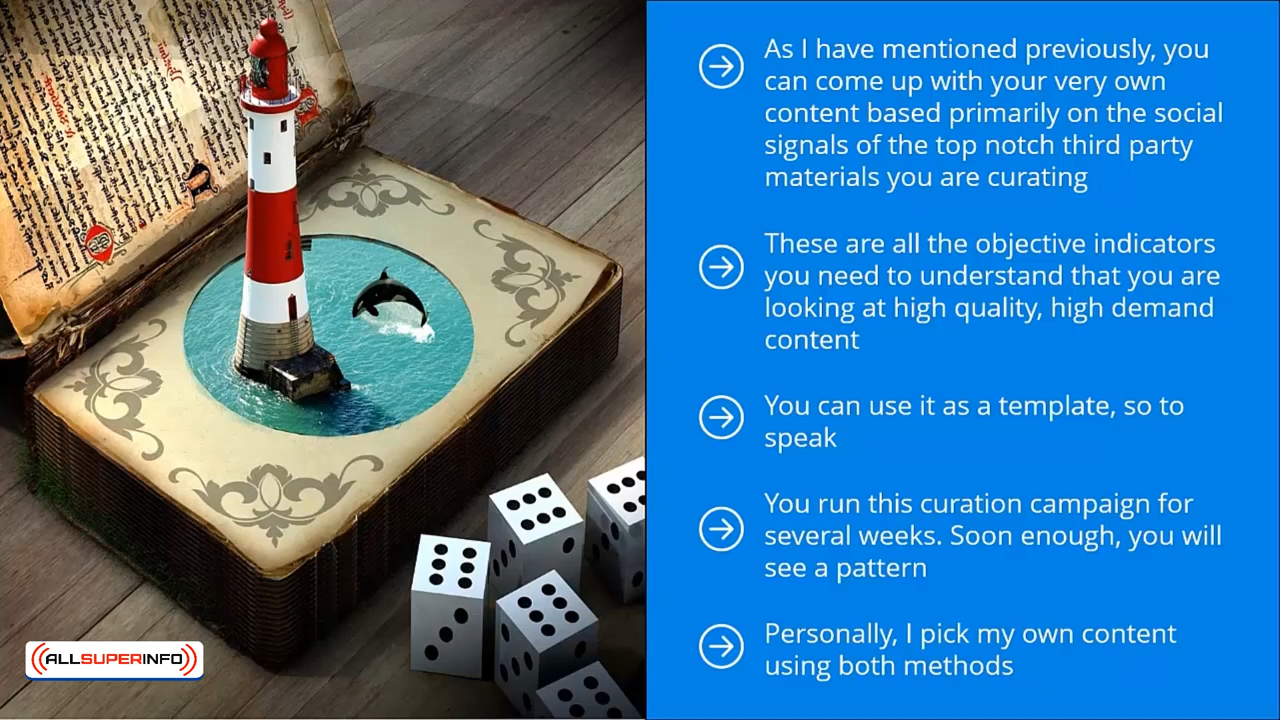 As I have mentioned previously, you
can come up with your very own
content based primarily on the social
signals of the top notch third party
materials you are curating
These are all the objective indicators
you need to understand that you are
looking at high quality, high demand
content
You can use it as a template, so to
speak
You run this curation campaign for
several weeks. Soon enough, you will
see a pattern
Personally, I pick my own content
using both methods
ALLSUPERINFO